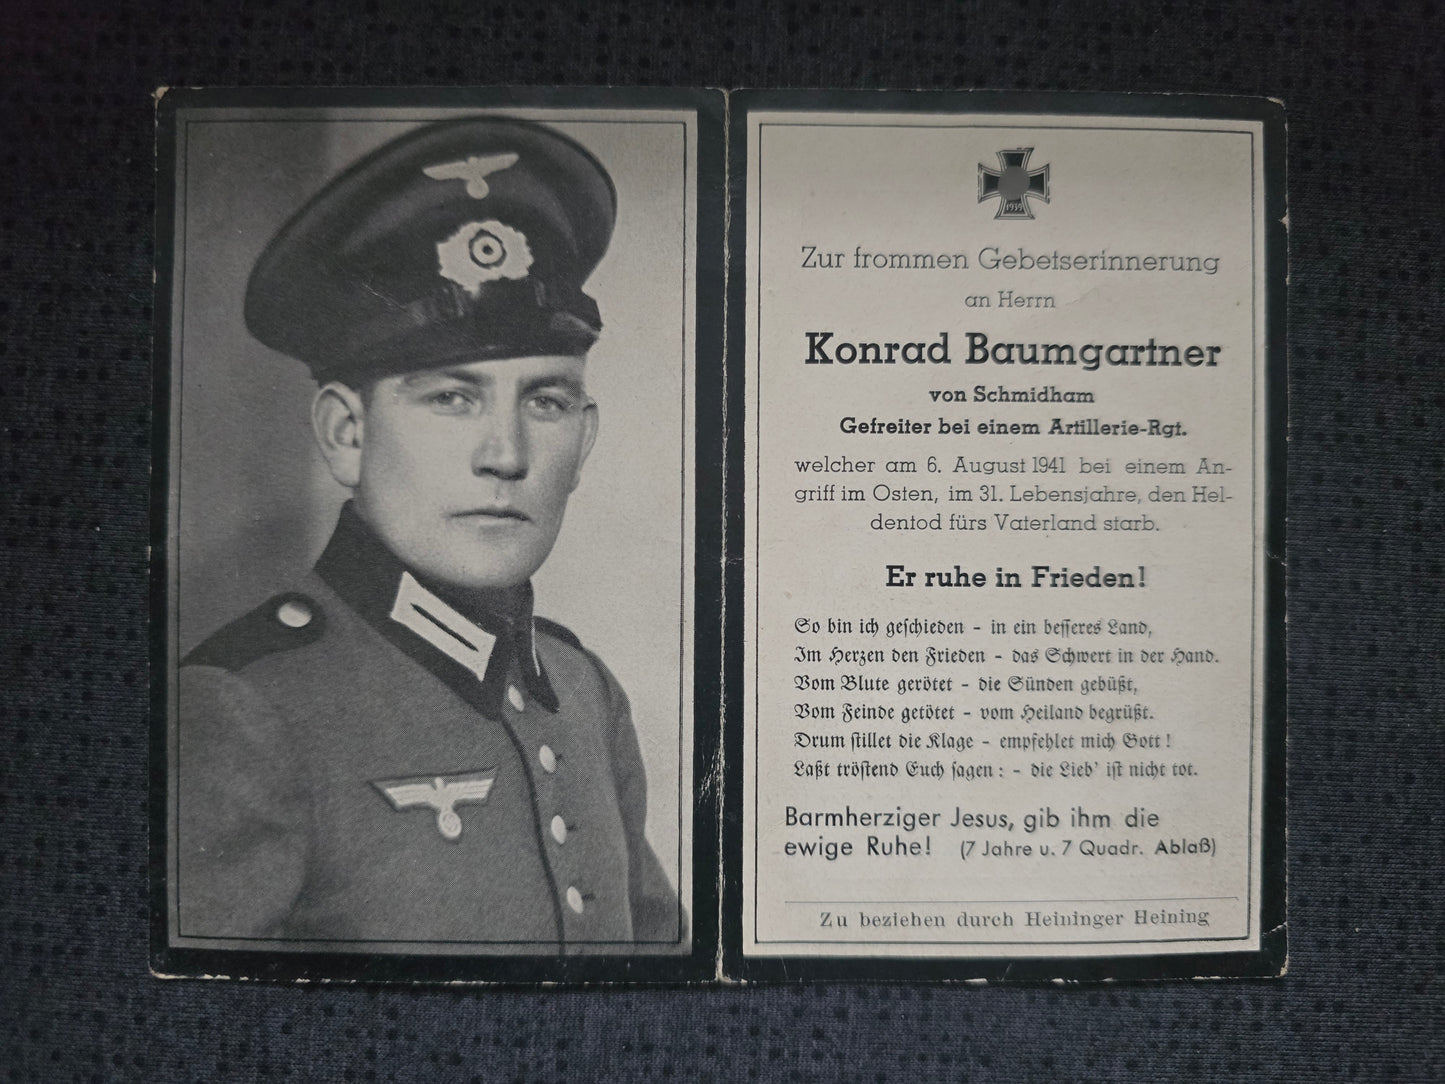 1939
Zur frommen Gebetserinnerung
an Herrn
Konrad Baumgartner
von Schmidham
Gefreiter bei einem Artillerie-Rgt.
welcher am 6. August 1941 bei einem An-
griff im Osten, im 31. Lebensjahre, den Hel-
dentod fürs Vaterland starb.
Er ruhe in Frieden!
So bin ich geſchieden - in ein beſſeres Land,
Im Herzen den Frieden - das Schwert in der Hand.
Vom Blute gerötet - die Sünden gebüßt,
Vom Feinde getötet - vom Heiland begrüßt.
Drum ſtillet die Klage - empfehlet mich Gott!
Laßt tröſtend Euch ſagen: - die Lieb' iſt nicht tot.
Barmherziger Jesus, gib ihm die
ewige Ruhe! (7 Jahre u. 7 Quadr. Ablaß)
Zu beziehen durch Heininger Heining